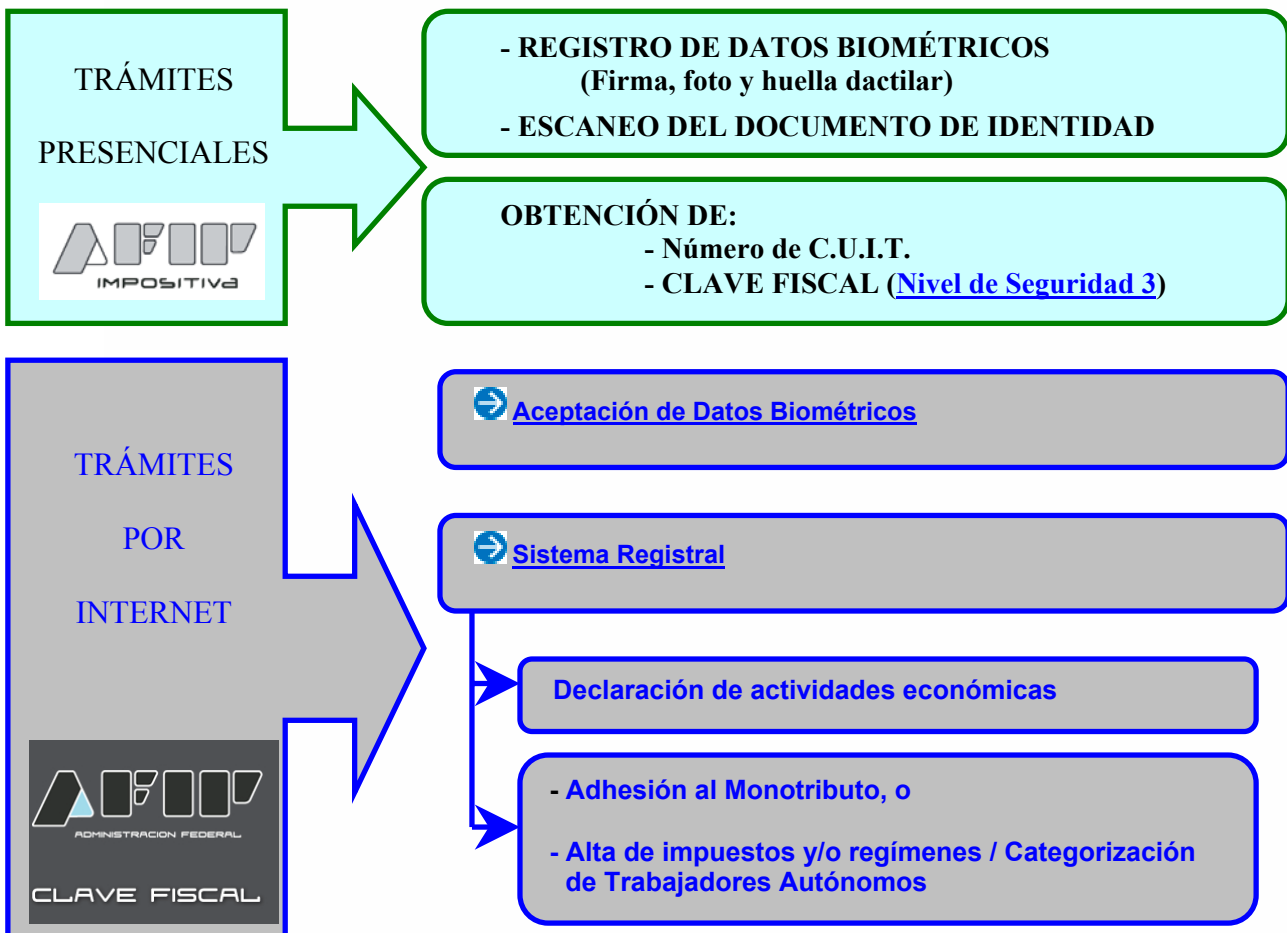 TRÁMITES
PRESENCIALES
AFIP
IMPOSITIVa
- REGISTRO DE DATOS BIOMÉTRICOS
(Firma, foto y huella dactilar)
- ESCANEO DEL DOCUMENTO DE IDENTIDAD
OBTENCIÓN DE:
- Número de C.U.I.T.
- CLAVE FISCAL (Nivel de Seguridad 3)
TRÁMITES
POR
INTERNET
AFIP
ADMINISTRACION FEDERAL
CLAVE FISCAL
Aceptación de Datos Biométricos
Sistema Registral
Declaración de actividades económicas
- Adhesión al Monotributo, o
- Alta de impuestos y/o regímenes / Categorización
de Trabajadores Autónomos